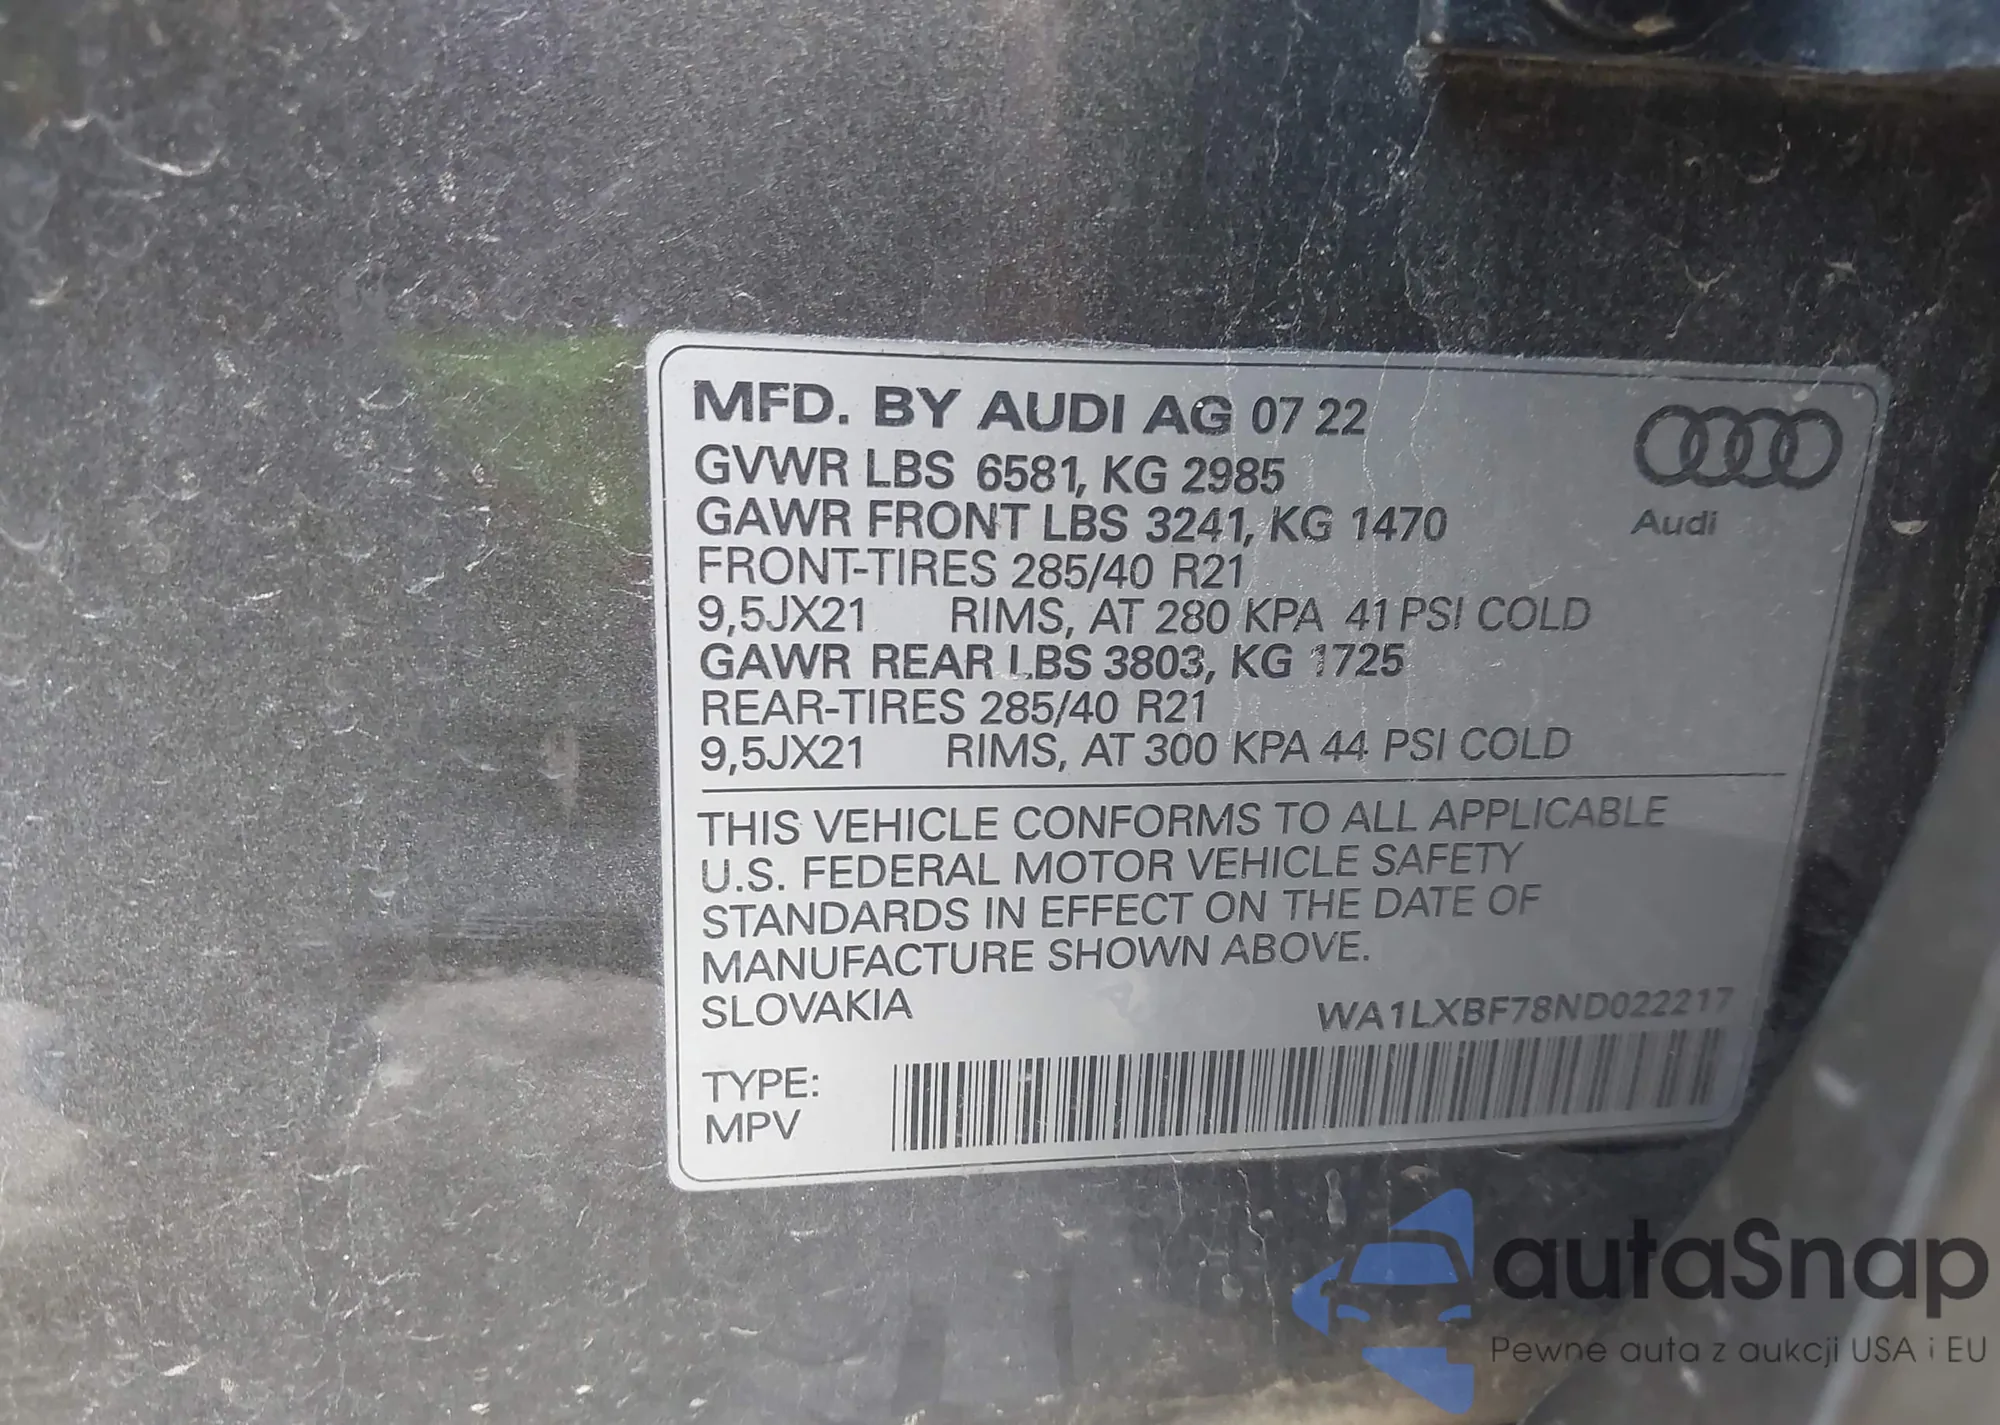 MFD. BY AUDI AG 07 22
GVWR LBS 6581, KG 2985
GAWR FRONT LBS 3241, KG 1470
FRONT-TIRES 285/40 R21
9,5JX21 RIMS, AT 280 KPA 41 PSI COLD
GAWR REAR LBS 3803, KG 1725
REAR-TIRES 285/40 R21
9,5JX21 RIMS, AT 300 KPA 44 PSI COLD
Audi
THIS VEHICLE CONFORMS TO ALL APPLICABLE
U.S. FEDERAL MOTOR VEHICLE SAFETY
STANDARDS IN EFFECT ON THE DATE OF
MANUFACTURE SHOWN ABOVE.
SLOVAKIA WA1LXBF78ND022217
TYPE:
MPV
autaSnap
Pewne auta z aukcji USA i EU